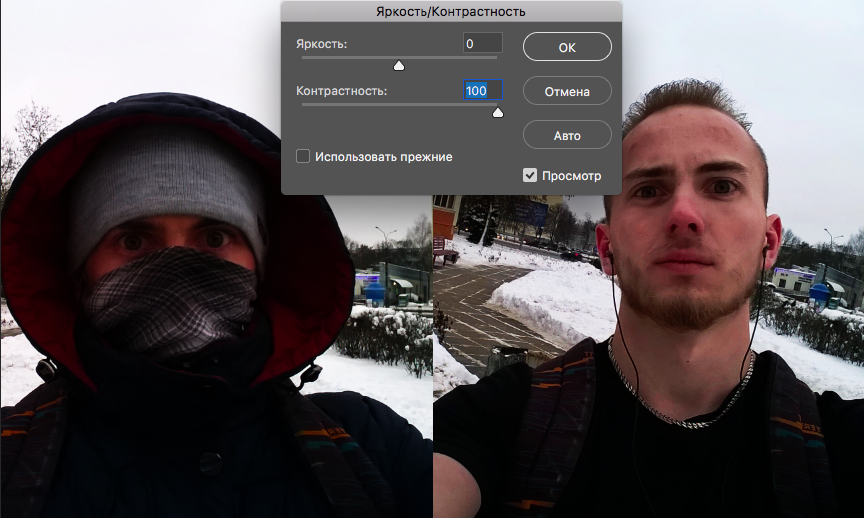 Яркость/Контрастность
Яркость: 0
Контрастность: 100
Использовать прежние
OK
Отмена
Авто
Просмотр